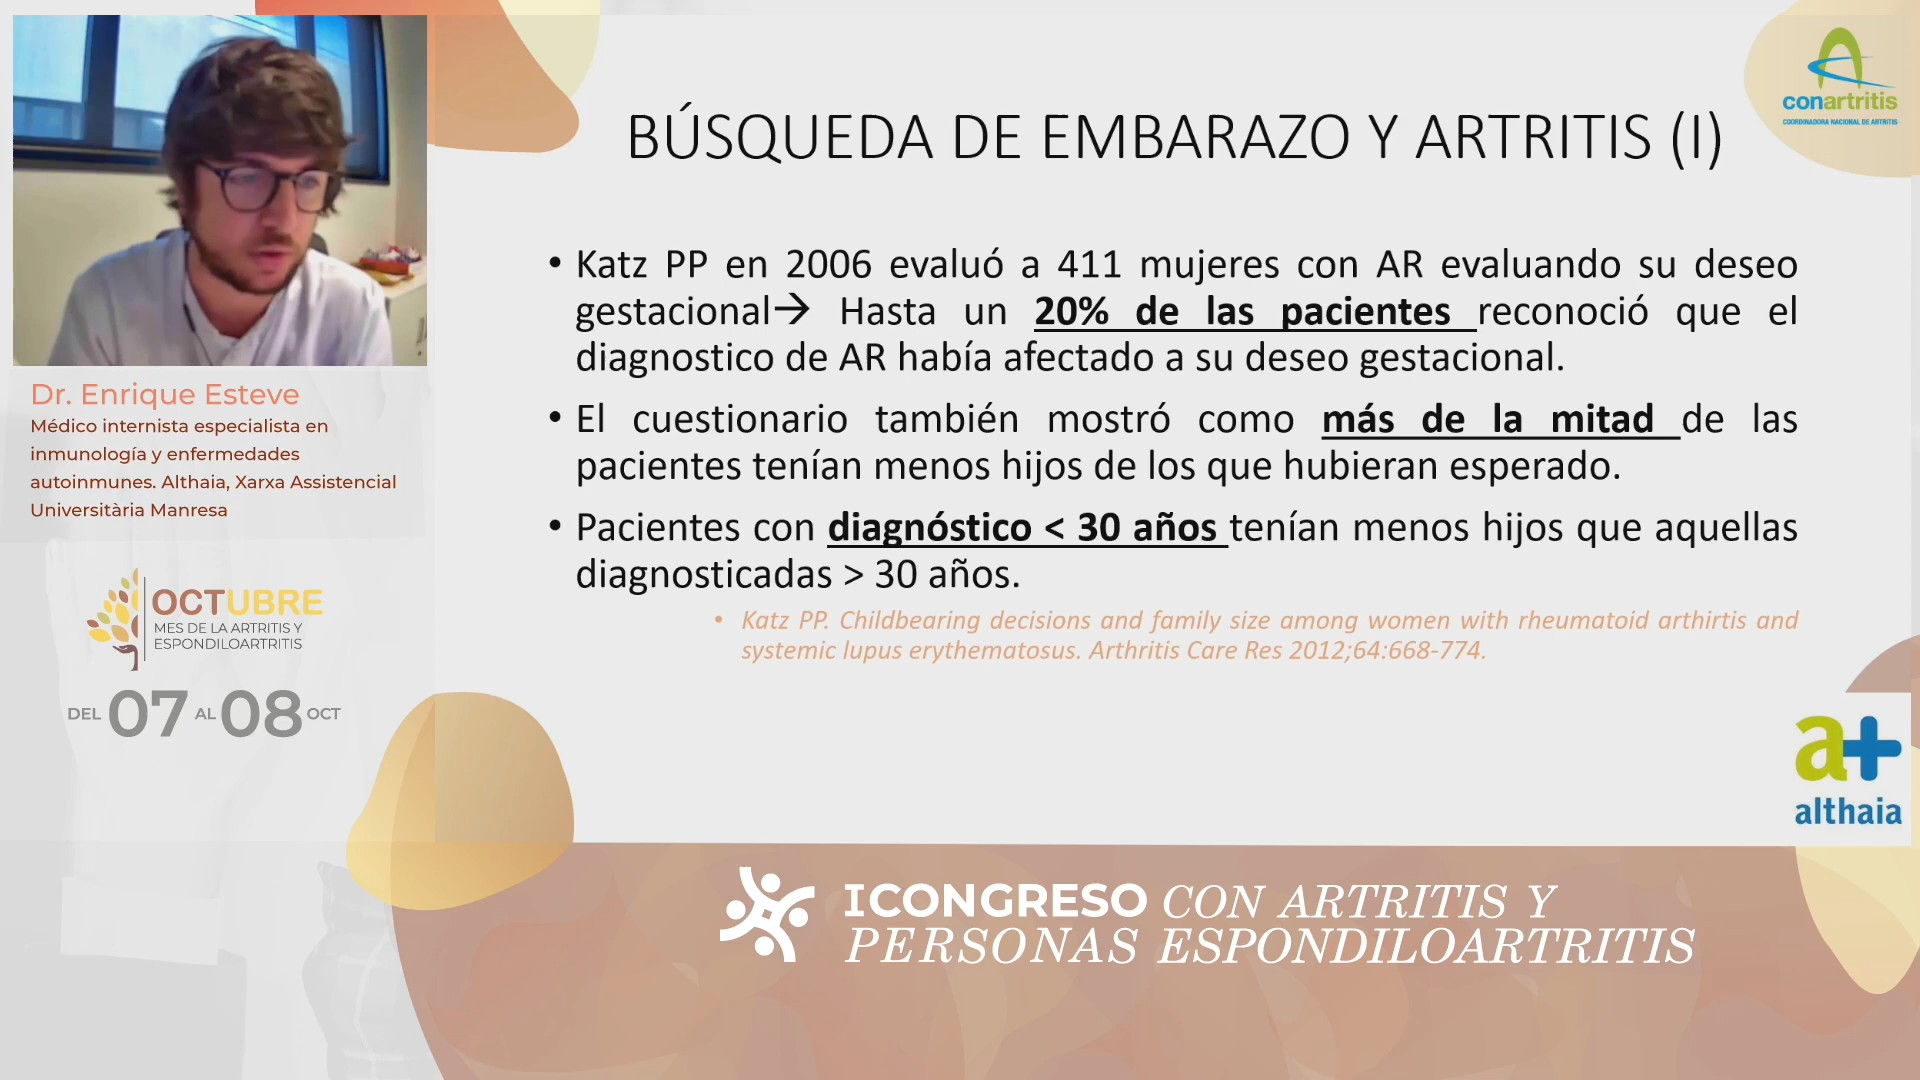 BÚSQUEDA DE EMBARAZO Y ARTRITIS (I)
conartritis
COORDINADORA NACIONAL DE ARTRITIS
• Katz PP en 2006 evaluó a 411 mujeres con AR evaluando su deseo
gestacional→ Hasta un 20% de las pacientes reconoció que el
diagnostico de AR había afectado a su deseo gestacional.
• El cuestionario también mostró como más de la mitad de las
pacientes tenían menos hijos de los que hubieran esperado.
• Pacientes con diagnóstico < 30 años tenían menos hijos que aquellas
diagnosticadas > 30 años.
• Katz PP. Childbearing decisions and family size among women with rheumatoid arthirtis and
systemic lupus erythematosus. Arthritis Care Res 2012;64:668-774.
Dr. Enrique Esteve
Médico internista especialista en
inmunología y enfermedades
autoinmunes. Althaia, Xarxa Assistencial
Universitària Manresa
OCTUBRE
MES DE LA ARTRITIS Y
ESPONDILOARTRITIS
DEL 07 AL 08 OCT
a+
althaia
I CONGRESO CON ARTRITIS Y
PERSONAS ESPONDILOARTRITIS